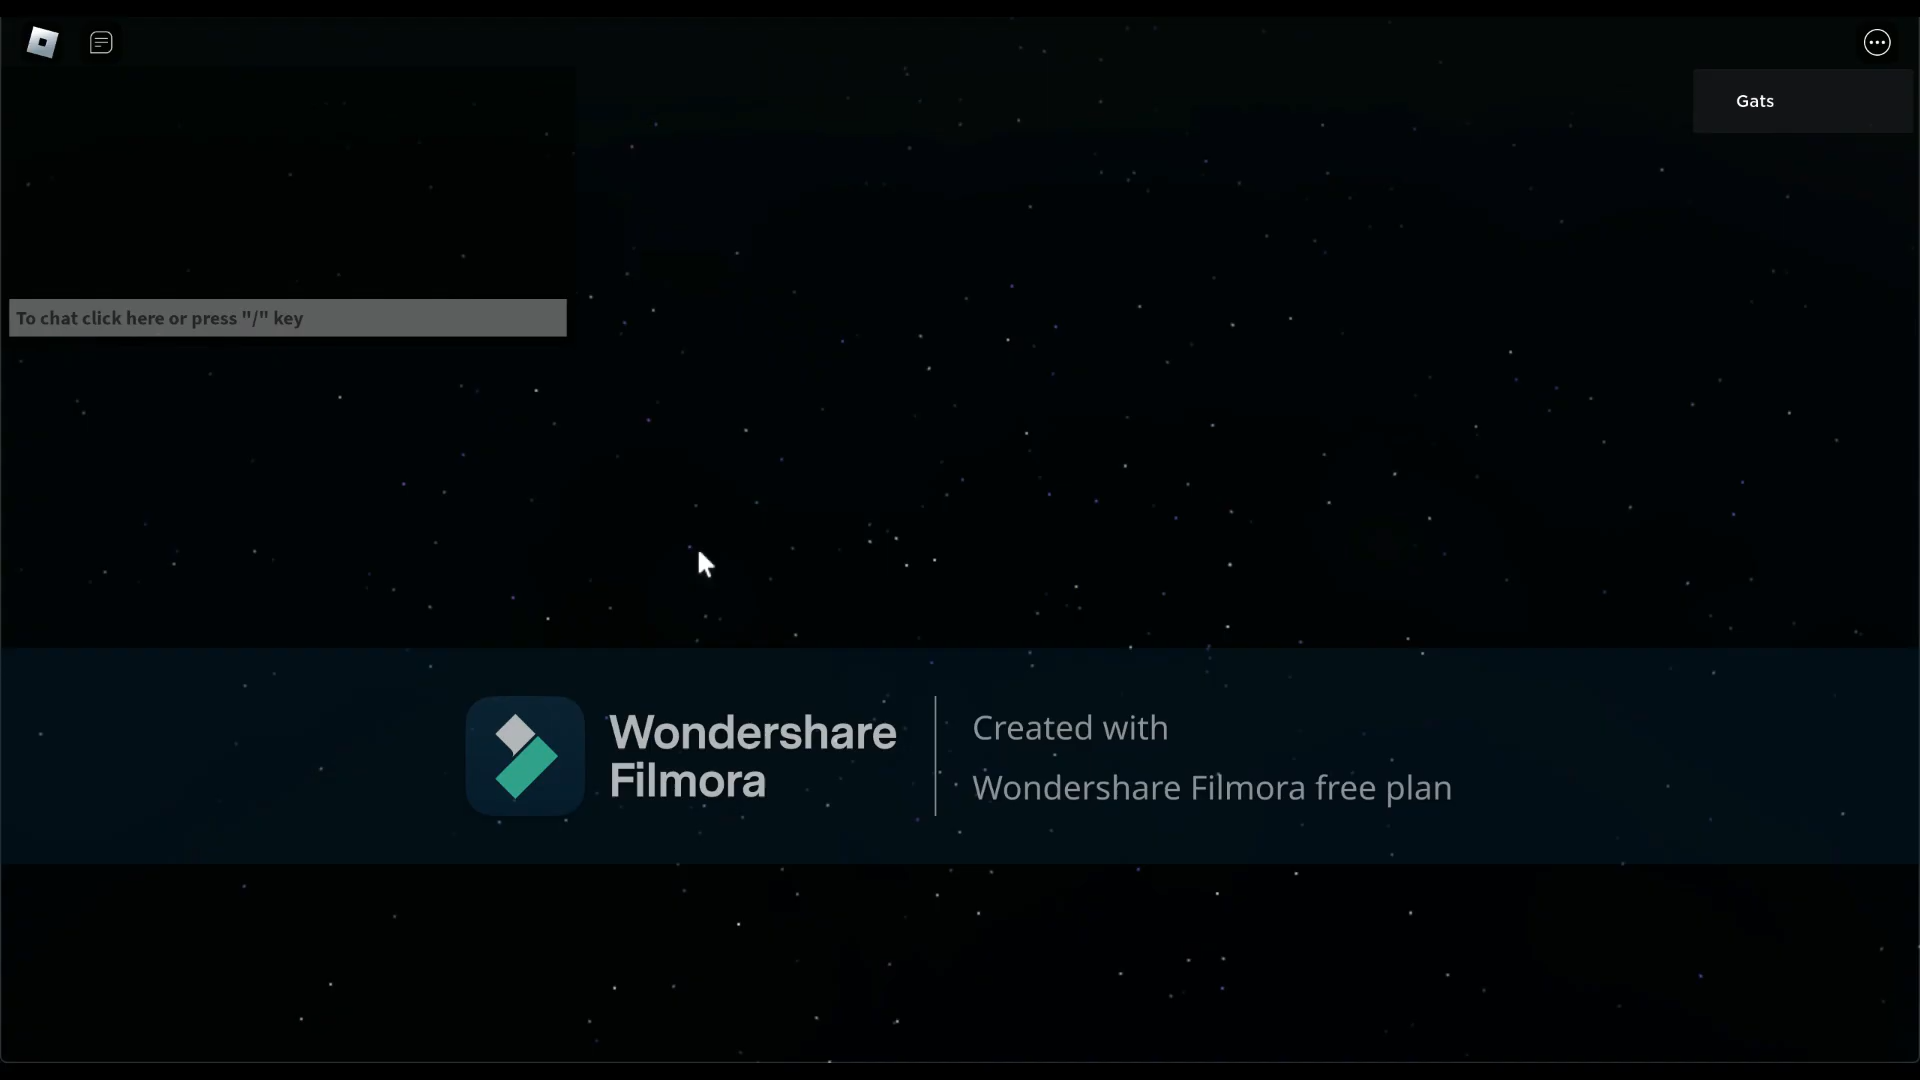 Gats
To chat click here or press "/" key
Wondershare
Filmora
Created with
Wondershare Filmora free plan